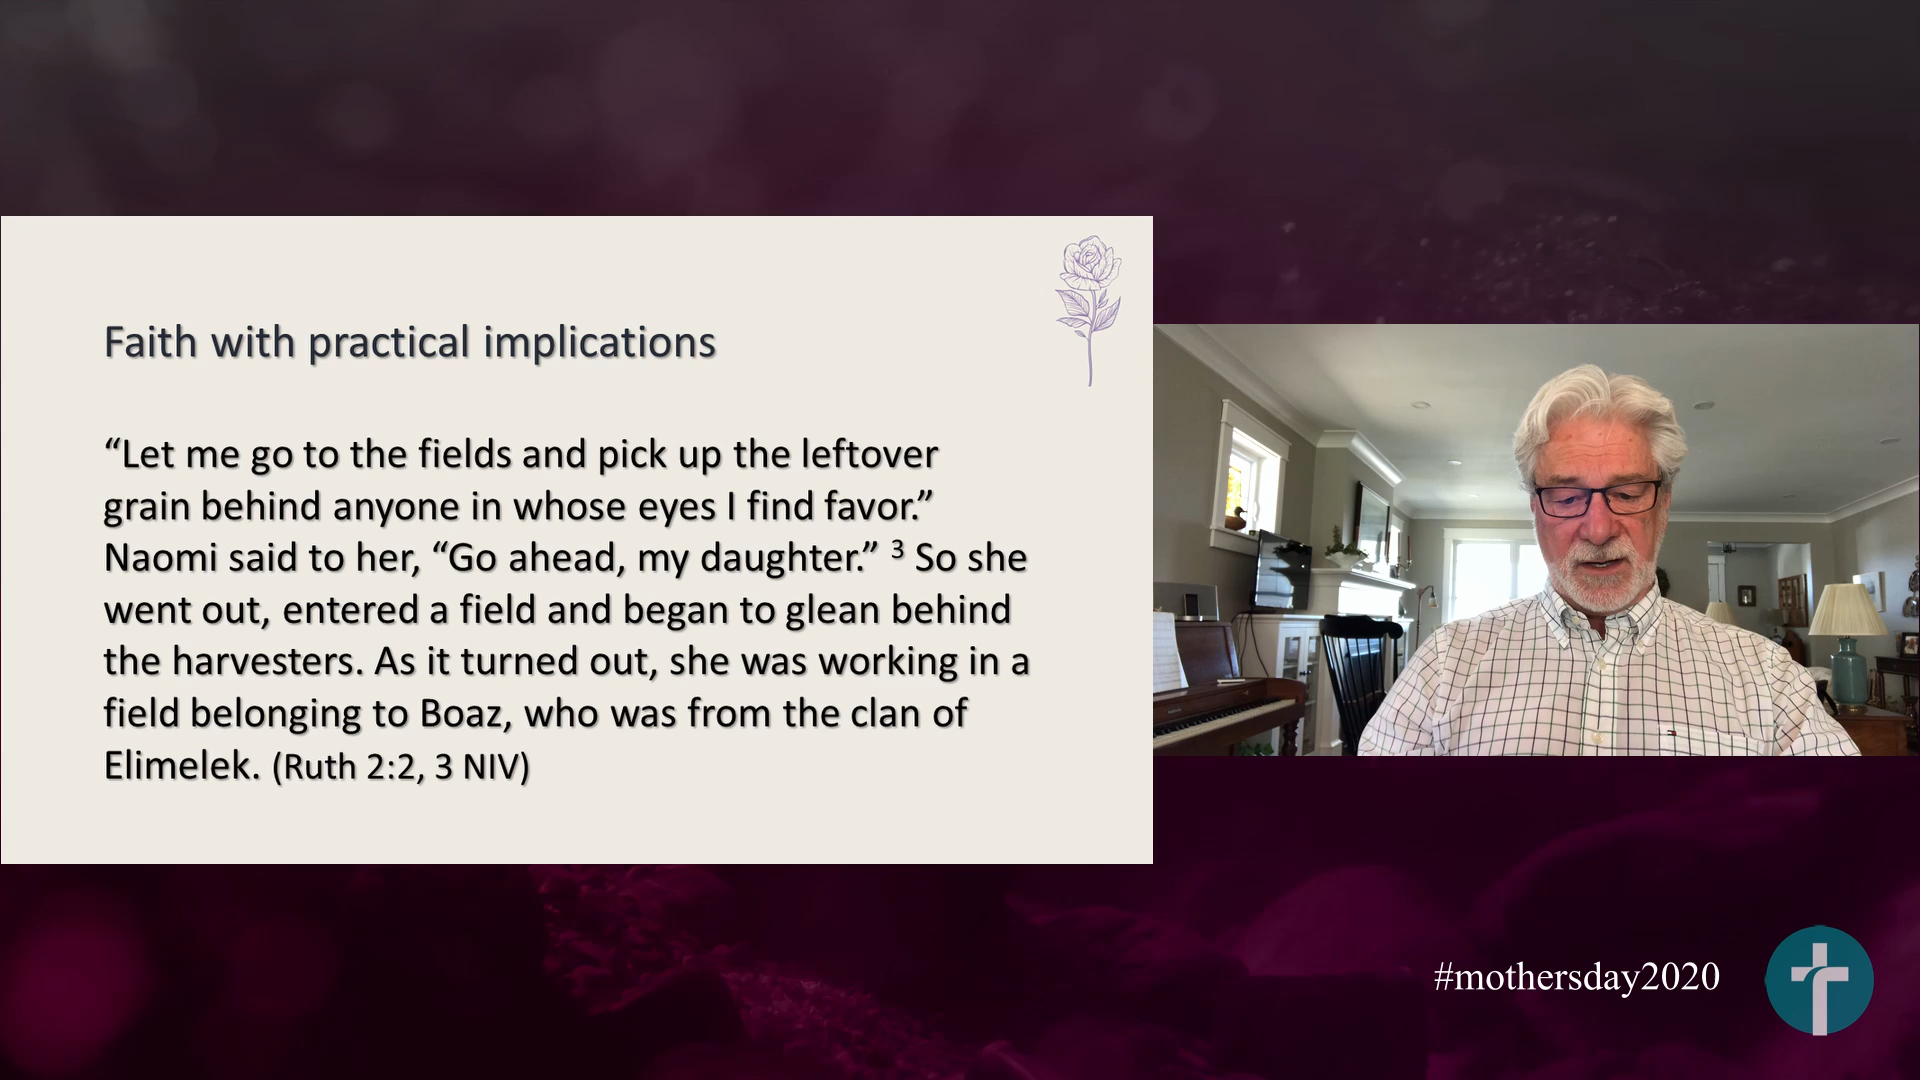 Faith with practical implications
“Let me go to the fields and pick up the leftover
grain behind anyone in whose eyes I find favor.”
Naomi said to her, “Go ahead, my daughter.” ³ So she
went out, entered a field and began to glean behind
the harvesters. As it turned out, she was working in a
field belonging to Boaz, who was from the clan of
Elimelek. (Ruth 2:2, 3 NIV)
#mothersday2020